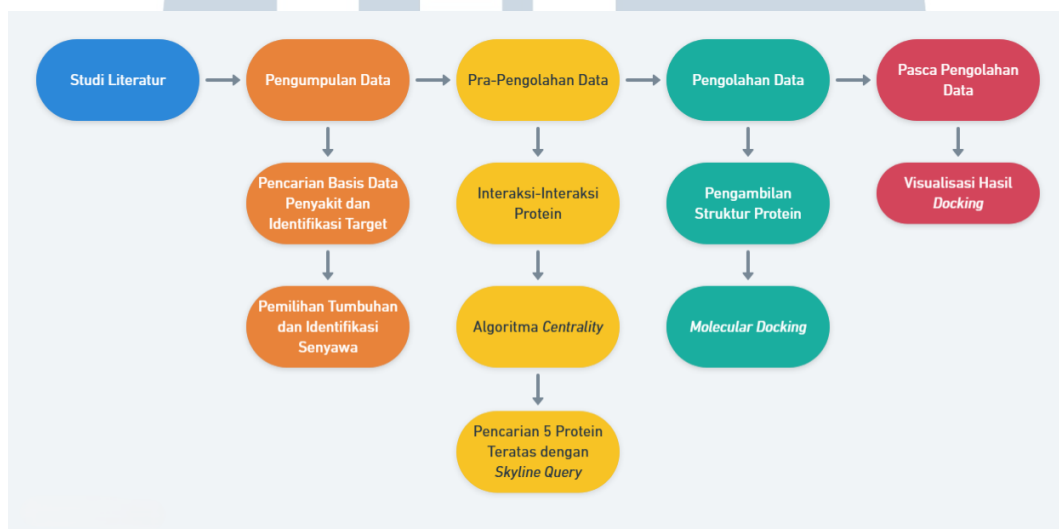 Studi Literatur
Pengumpulan Data
Pra-Pengolahan Data
Pengolahan Data
Pasca Pengolahan
Data
Pencarian Basis Data
Penyakit dan
Identifikasi Target
Interaksi-Interaksi
Protein
Pengambilan
Struktur Protein
Visualisasi Hasil
Docking
Pemilihan Tumbuhan
dan Identifikasi
Senyawa
Algoritma Centrality
Molecular Docking
Pencarian 5 Protein
Teratas dengan
Skyline Query